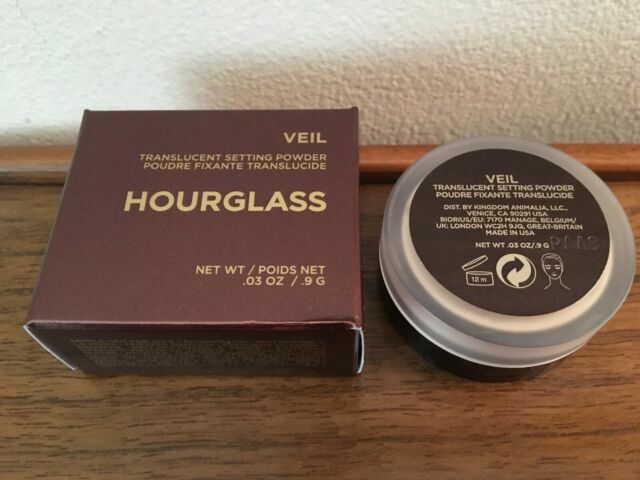 VEIL
TRANSLUCENT SETTING POWDER
POUDRE FIXANTE TRANSLUCIDE
HOURGLASS
NET WT / POIDS NET
.03 OZ / .9 G
VEIL
TRANSLUCENT SETTING POWDER
POUDRE FIXANTE TRANSLUCIDE
DIST. BY KINGDOM ANIMALIA, LLC.,
VENICE, CA 90291 USA
BIORIUS/EU: 7170 MANAGE, BELGIUM/
UK: LONDON WC2H 9JQ, GREAT-BRITAIN
MADE IN USA
NET WT .03 OZ/.9 G
12 m